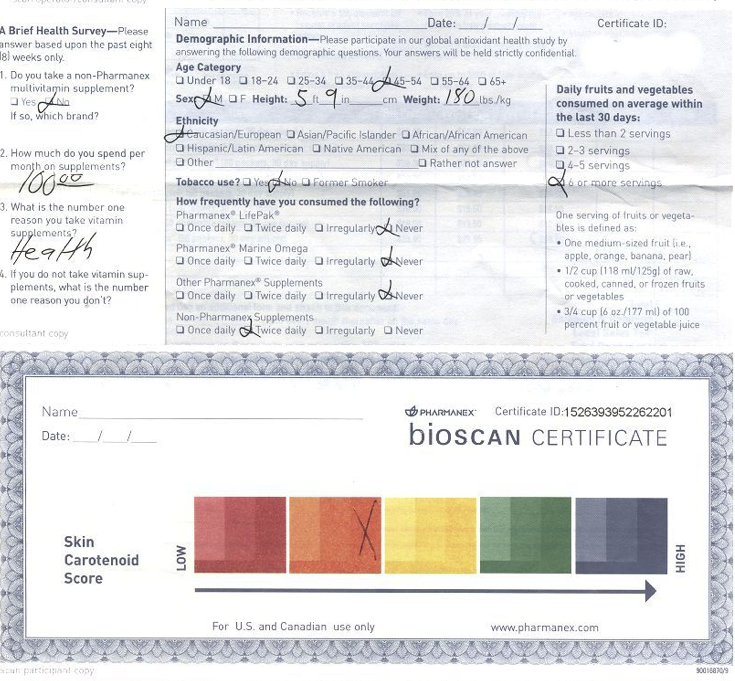 A Brief Health Survey—Please
answer based upon the past eight
(8) weeks only.
1. Do you take a non-Pharmanex
multivitamin supplement?
Yes No
If so, which brand?
2. How much do you spend per
month on supplements?
100.00
3. What is the number one
reason you take vitamin
supplements?
Health
4. If you do not take vitamin sup-
plements, what is the number
one reason you don't?
consultant copy
Name Date: / /
Demographic Information—Please participate in our global antioxidant health study by
answering the following demographic questions. Your answers will be held strictly confidential.
Age Category
Under 18 18–24 25–34 35–44 45–54 55–64 65+
Sex M F Height: 5 ft 9 in cm Weight: 180 lbs./kg
Ethnicity
Caucasian/European Asian/Pacific Islander African/African American
Hispanic/Latin American Native American Mix of any of the above
Other Rather not answer
Tobacco use? Yes No Former Smoker
How frequently have you consumed the following?
Pharmanex® LifePak®
Once daily Twice daily Irregularly Never
Pharmanex® Marine Omega
Once daily Twice daily Irregularly Never
Other Pharmanex® Supplements
Once daily Twice daily Irregularly Never
Non-Pharmanex Supplements
Once daily Twice daily Irregularly Never
Certificate ID:
Daily fruits and vegetables
consumed on average within
the last 30 days:
Less than 2 servings
2–3 servings
4–5 servings
6 or more servings
One serving of fruits or vegeta-
bles is defined as:
• One medium-sized fruit (i.e.,
apple, orange, banana, pear)
• 1/2 cup (118 ml/125g) of raw,
cooked, canned, or frozen fruits
or vegetables
• 3/4 cup (6 oz./177 ml) of 100
percent fruit or vegetable juice
Name
Date: / /
PHARMANEX® Certificate ID:1526393952262201
BIOSCAN CERTIFICATE
Skin
Carotenoid
Score
LOW
X
HIGH
For U.S. and Canadian use only www.pharmanex.com
scan participant copy
90016870/9